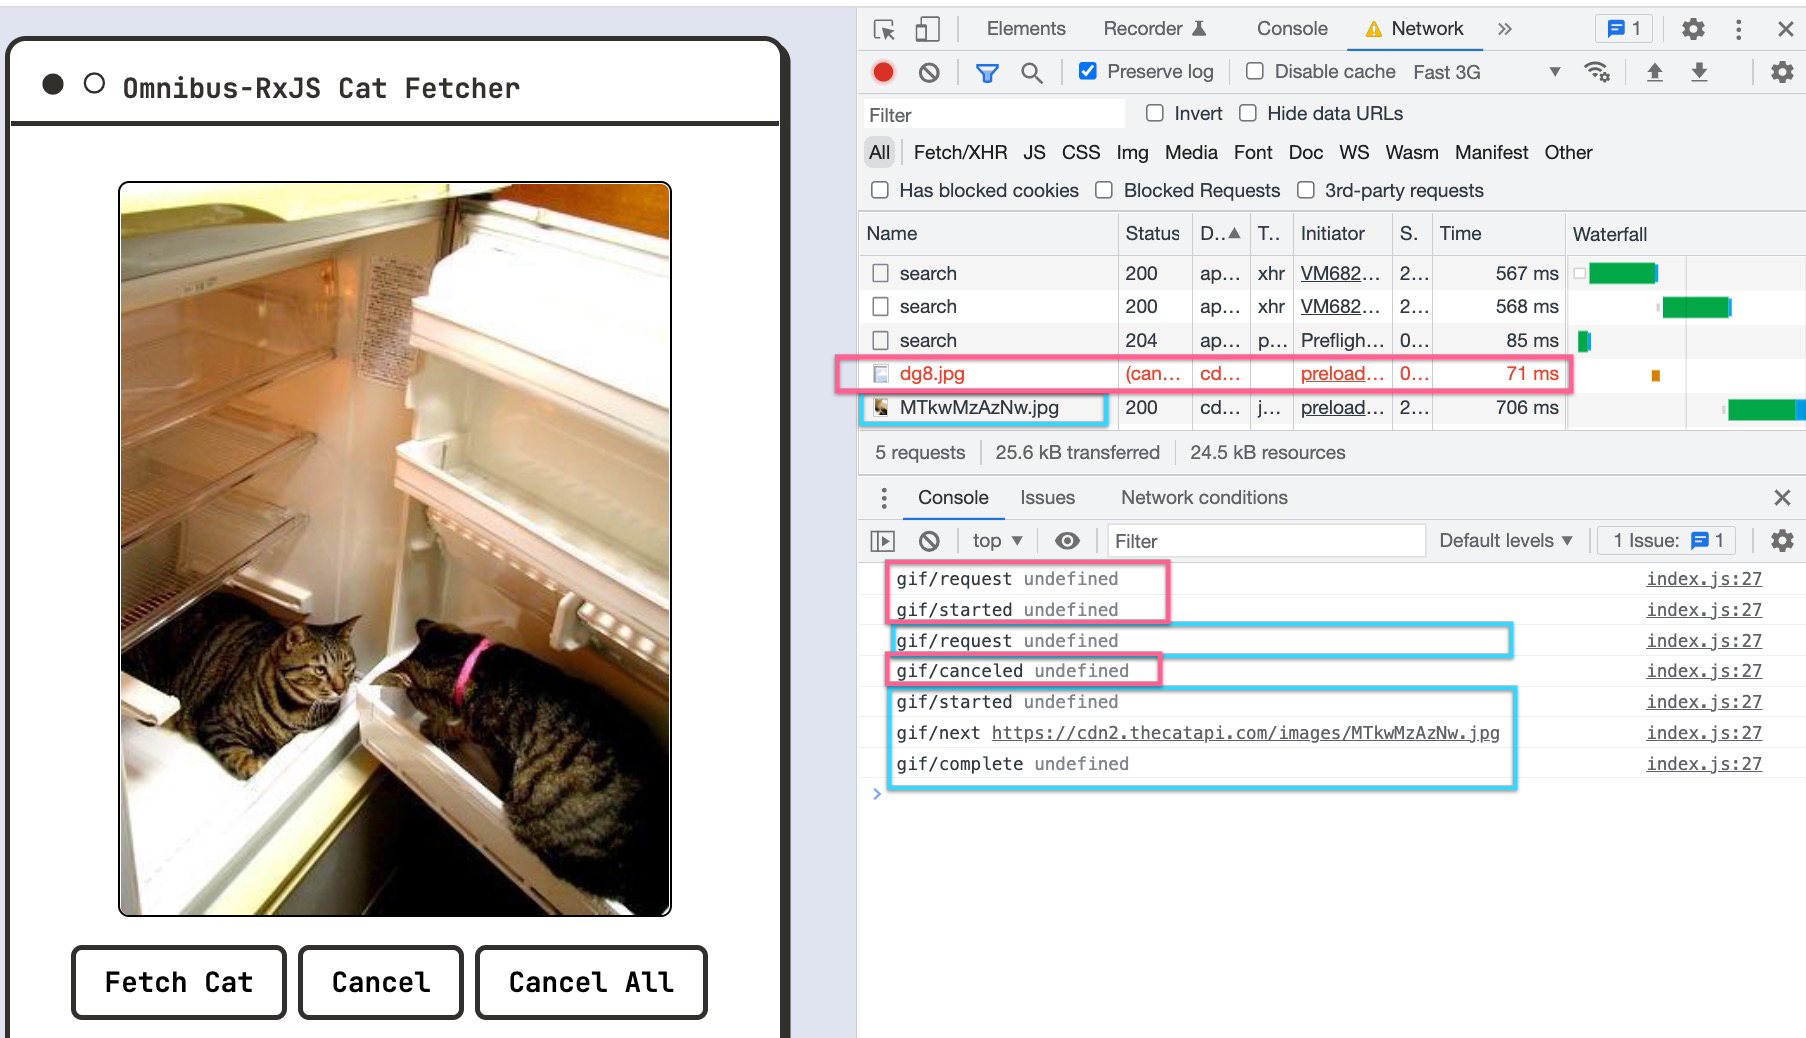 Omnibus-RxJS Cat Fetcher
Fetch Cat Cancel Cancel All
Elements Recorder Console Network 1
Preserve log Disable cache Fast 3G
Filter Invert Hide data URLs
All Fetch/XHR JS CSS Img Media Font Doc WS Wasm Manifest Other
Has blocked cookies Blocked Requests 3rd-party requests
Name Status D.. T.. Initiator S. Time Waterfall
search 200 ap... xhr VM682... 2... 567 ms
search 200 ap... xhr VM682... 2... 568 ms
search 204 ap... p... Prefligh... 0... 85 ms
dg8.jpg (can... cd... preload... 0... 71 ms
MTkwMzAzNw.jpg 200 cd... j... preload... 2... 706 ms
5 requests 25.6 kB transferred 24.5 kB resources
Console Issues Network conditions
top Filter Default levels 1 Issue: 1
gif/request undefined index.js:27
gif/started undefined index.js:27
gif/request undefined index.js:27
gif/canceled undefined index.js:27
gif/started undefined index.js:27
gif/next https://cdn2.thecatapi.com/images/MTkwMzAzNw.jpg index.js:27
gif/complete undefined index.js:27